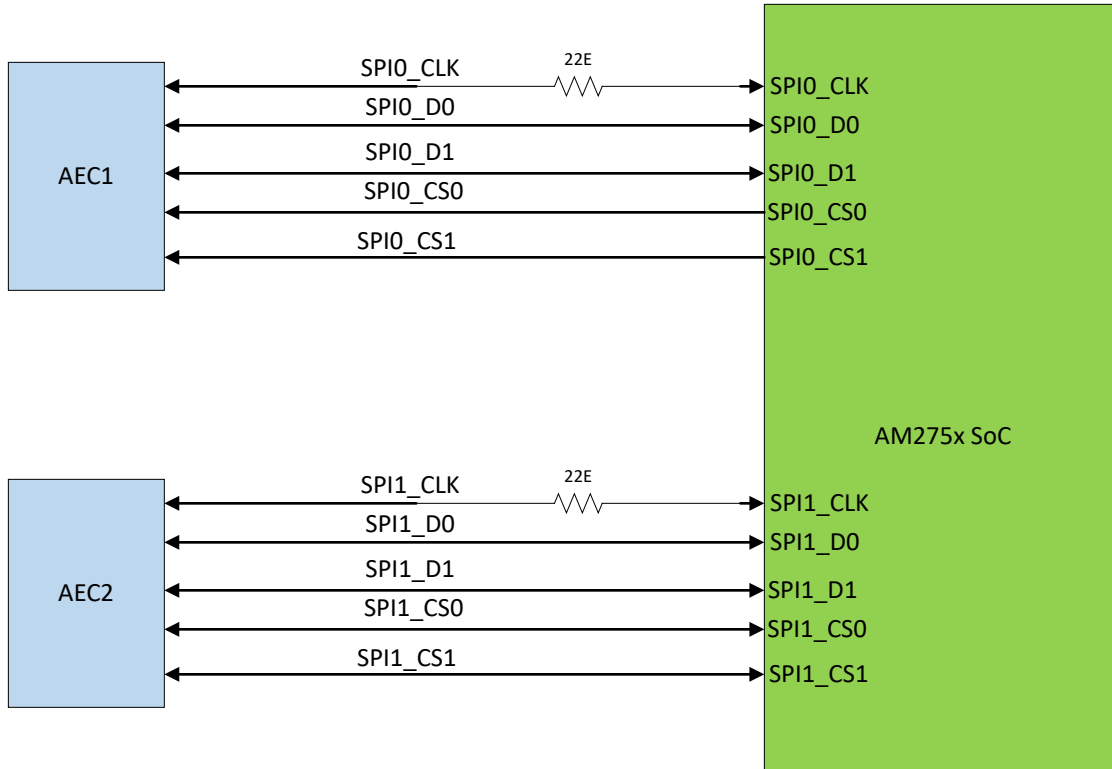 22E
SPI0_CLK
SPI0_CLK
SPI0_D0
SPI0_D0
SPI0_D1
SPI0_D1
AEC1
SPI0_CS0
SPI0_CS0
SPI0_CS1
SPI0_CS1
AM275x SoC
22E
SPI1_CLK
SPI1_CLK
SPI1_D0
SPI1_D0
SPI1_D1
SPI1_D1
AEC2
SPI1_CS0
SPI1_CS0
SPI1_CS1
SPI1_CS1